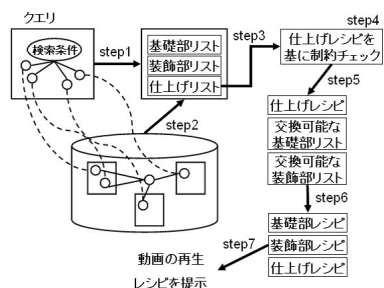 クエリ
検索条件
step1
基礎部リスト
装飾部リスト
仕上げリスト
step2
step3
step4
仕上げレシピを
基に制約チェック
step5
仕上げレシピ
交換可能な
基礎部リスト
交換可能な
装飾部リスト
step6
基礎部レシピ
装飾部レシピ
仕上げレシピ
step7
動画の再生
レシピを提示